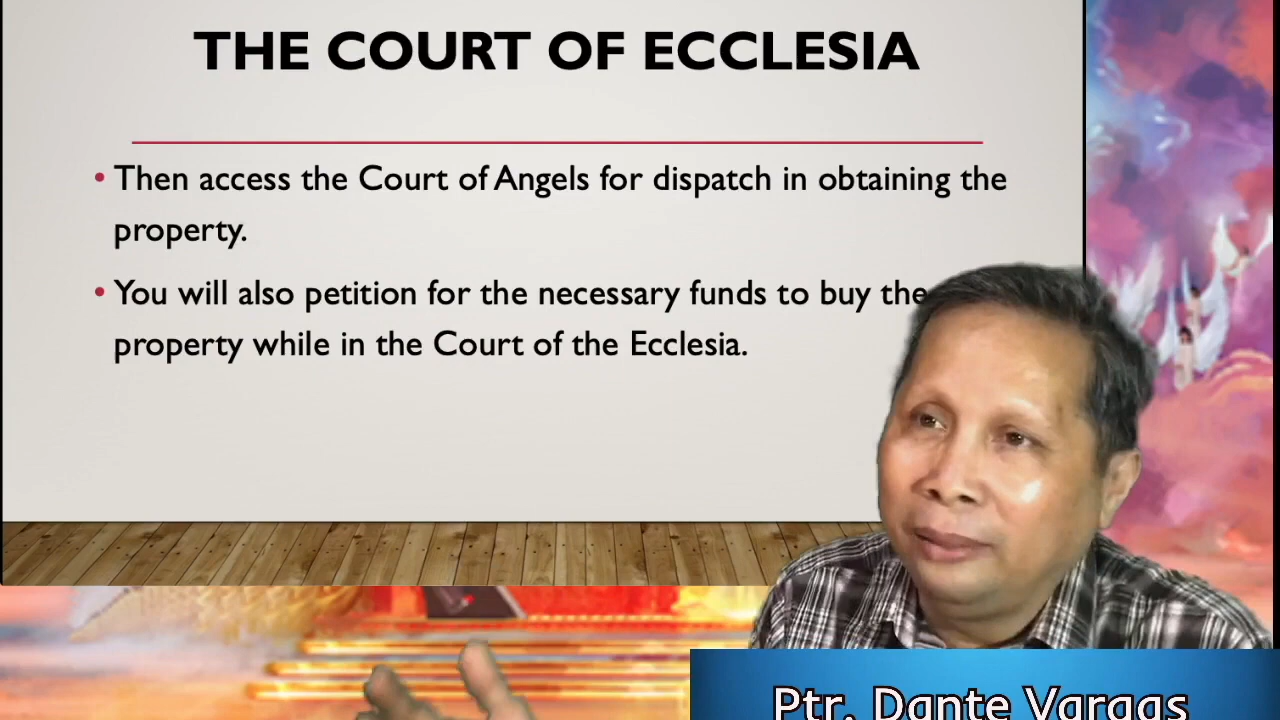 THE COURT OF ECCLESIA
• Then access the Court of Angels for dispatch in obtaining the
property.
• You will also petition for the necessary funds to buy the
property while in the Court of the Ecclesia.
Ptr. Dante Vargas